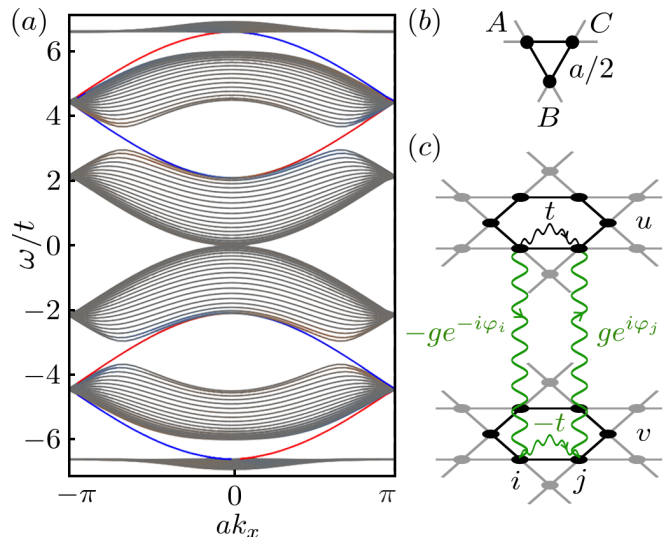 (a)
ω/t
6
4
2
0
−2
−4
−6
−π
0
π
ak_x
(b)
A
C
a/2
B
(c)
t
u
−ge^{−iφ_i}
ge^{iφ_j}
−t
v
i
j